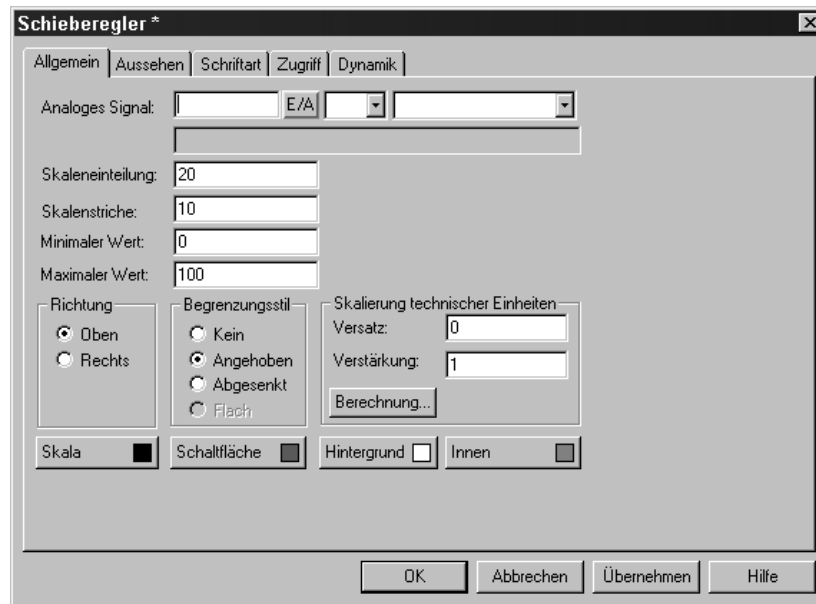 Schieberegler *
Allgemein Aussehen Schriftart Zugriff Dynamik
Analoges Signal: E/A
Skaleneinteilung: 20
Skalenstriche: 10
Minimaler Wert: 0
Maximaler Wert: 100
Richtung
Oben
Rechts
Begrenzungsstil
Kein
Angehoben
Abgesenkt
Flach
Skalierung technischer Einheiten
Versatz: 0
Verstärkung: 1
Berechnung...
Skala Schaltfläche Hintergrund Innen
OK Abbrechen Übernehmen Hilfe